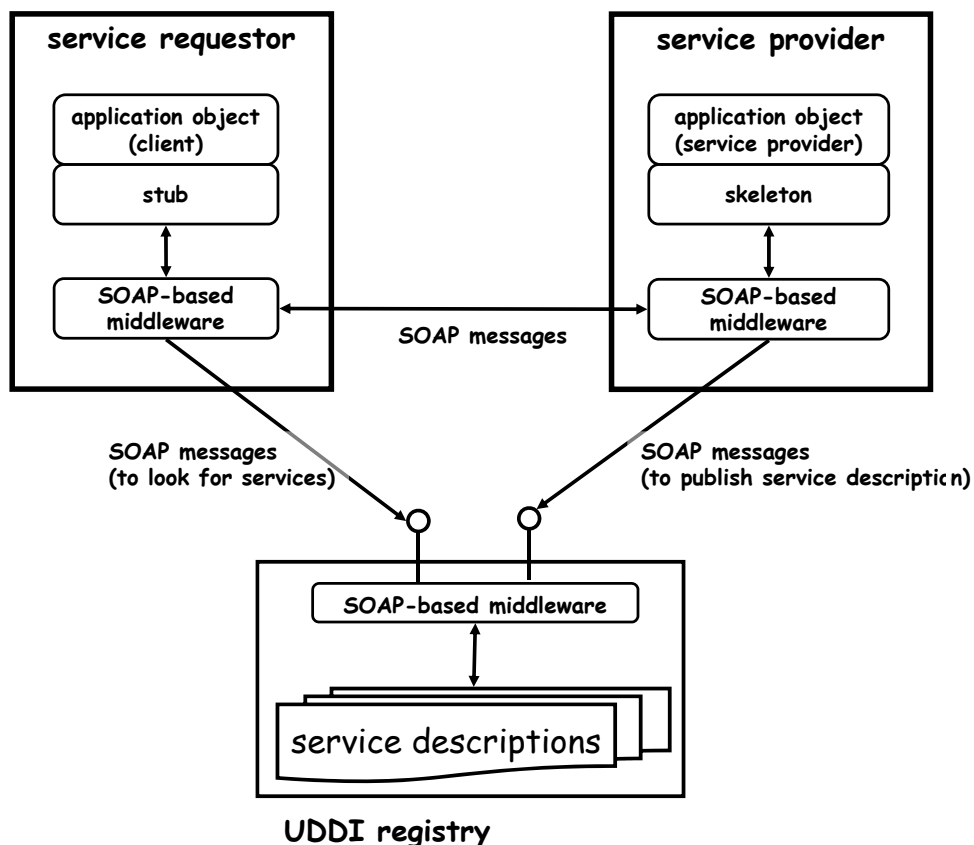 service requestor
application object
(client)
stub
SOAP-based
middleware
service provider
application object
(service provider)
skeleton
SOAP-based
middleware
SOAP messages
SOAP messages
(to look for services)
SOAP messages
(to publish service description)
SOAP-based middleware
service descriptions
UDDI registry